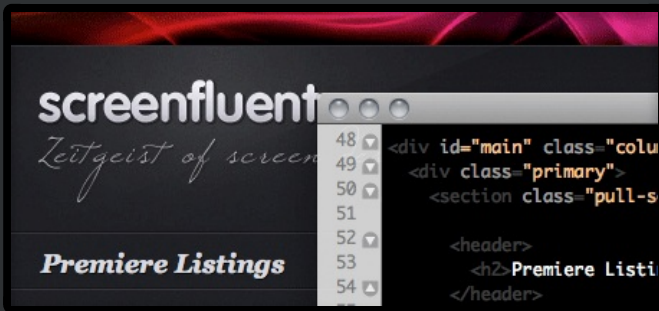 screenfluent
Zeitgeist of screen
Premiere Listings
48 <div id="main" class="colu
49 <div class="primary">
50 <section class="pull-s
51
52 <header>
53 <h2>Premiere Listi
54 </header>